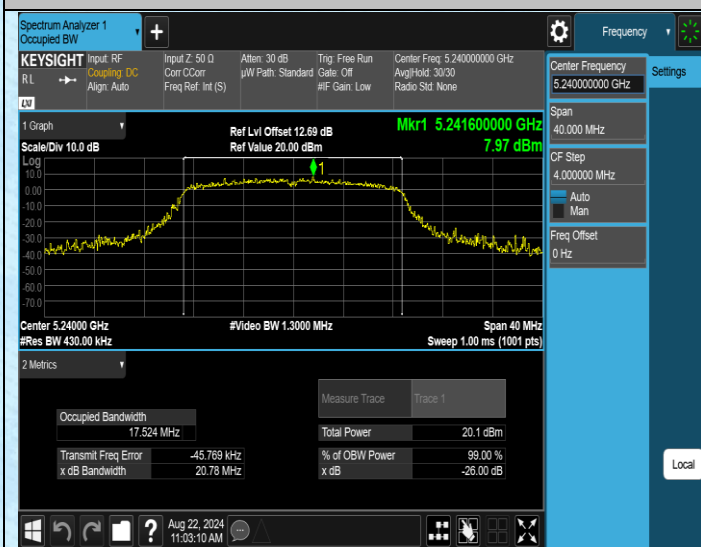 Spectrum Analyzer 1
Occupied BW
+
Frequency
KEYSIGHT
RL
LXI
Input: RF
Coupling: DC
Align: Auto
Input Z: 50 Ω
Corr CCorr
Freq Ref: Int (S)
Atten: 30 dB
µW Path: Standard
Trig: Free Run
Gate: Off
#IF Gain: Low
Center Freq: 5.240000000 GHz
Avg|Hold: 30/30
Radio Std: None
Center Frequency
5.240000000 GHz
Settings
Span
40.000 MHz
CF Step
4.000000 MHz
Auto
Man
Freq Offset
0 Hz
Local
1 Graph
Scale/Div 10.0 dB
Ref Lvl Offset 12.69 dB
Ref Value 20.00 dBm
Mkr1 5.241600000 GHz
7.97 dBm
Log
10.0
0.00
-10.0
-20.0
-30.0
-40.0
-50.0
-60.0
-70.0
1
Center 5.24000 GHz
#Res BW 430.00 kHz
#Video BW 1.3000 MHz
Span 40 MHz
Sweep 1.00 ms (1001 pts)
2 Metrics
Measure Trace
Trace 1
Occupied Bandwidth
17.524 MHz
Total Power
20.1 dBm
Transmit Freq Error
-45.769 kHz
% of OBW Power
99.00 %
x dB Bandwidth
20.78 MHz
x dB
-26.00 dB
?
Aug 22, 2024
11:03:10 AM